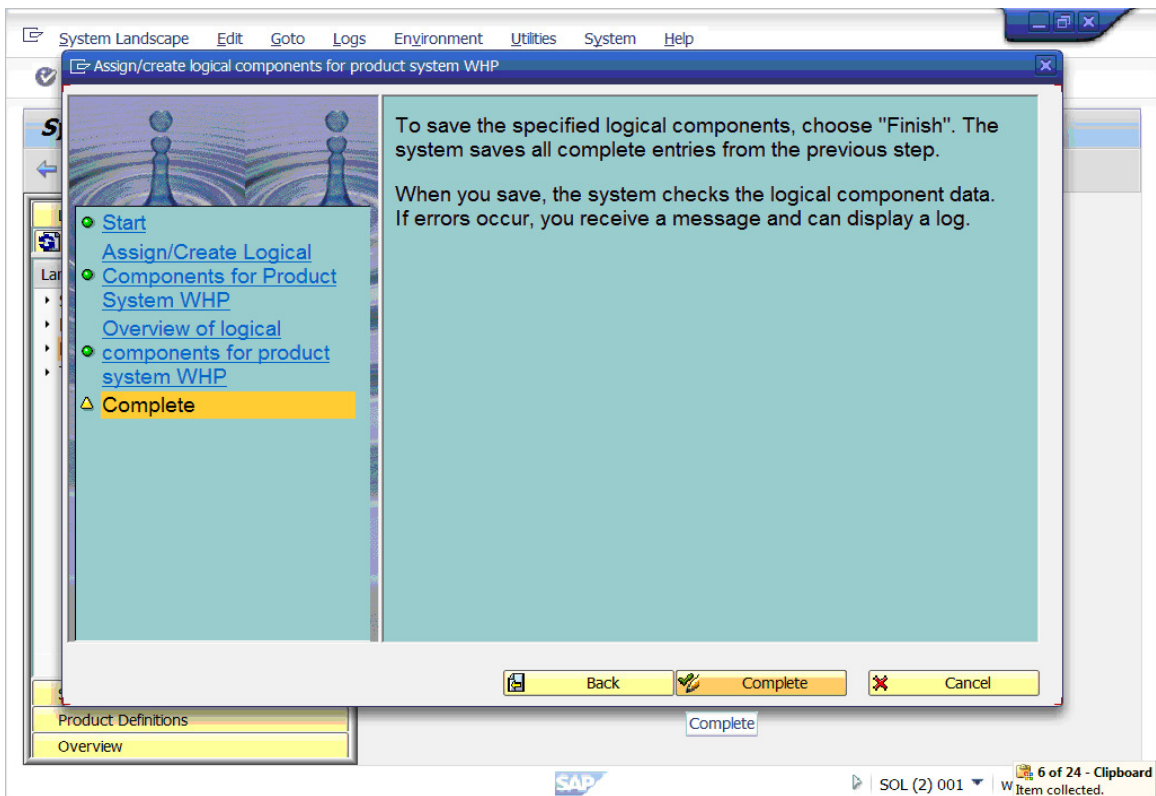 System Landscape Edit Goto Logs Environment Utilities System Help
Assign/create logical components for product system WHP
To save the specified logical components, choose "Finish". The
system saves all complete entries from the previous step.
When you save, the system checks the logical component data.
If errors occur, you receive a message and can display a log.
Start
Assign/Create Logical
Components for Product
System WHP
Overview of logical
components for product
system WHP
Complete
Back Complete Cancel
Complete
Product Definitions
Overview
SAP
SOL (2) 001
6 of 24 - Clipboard
Item collected.